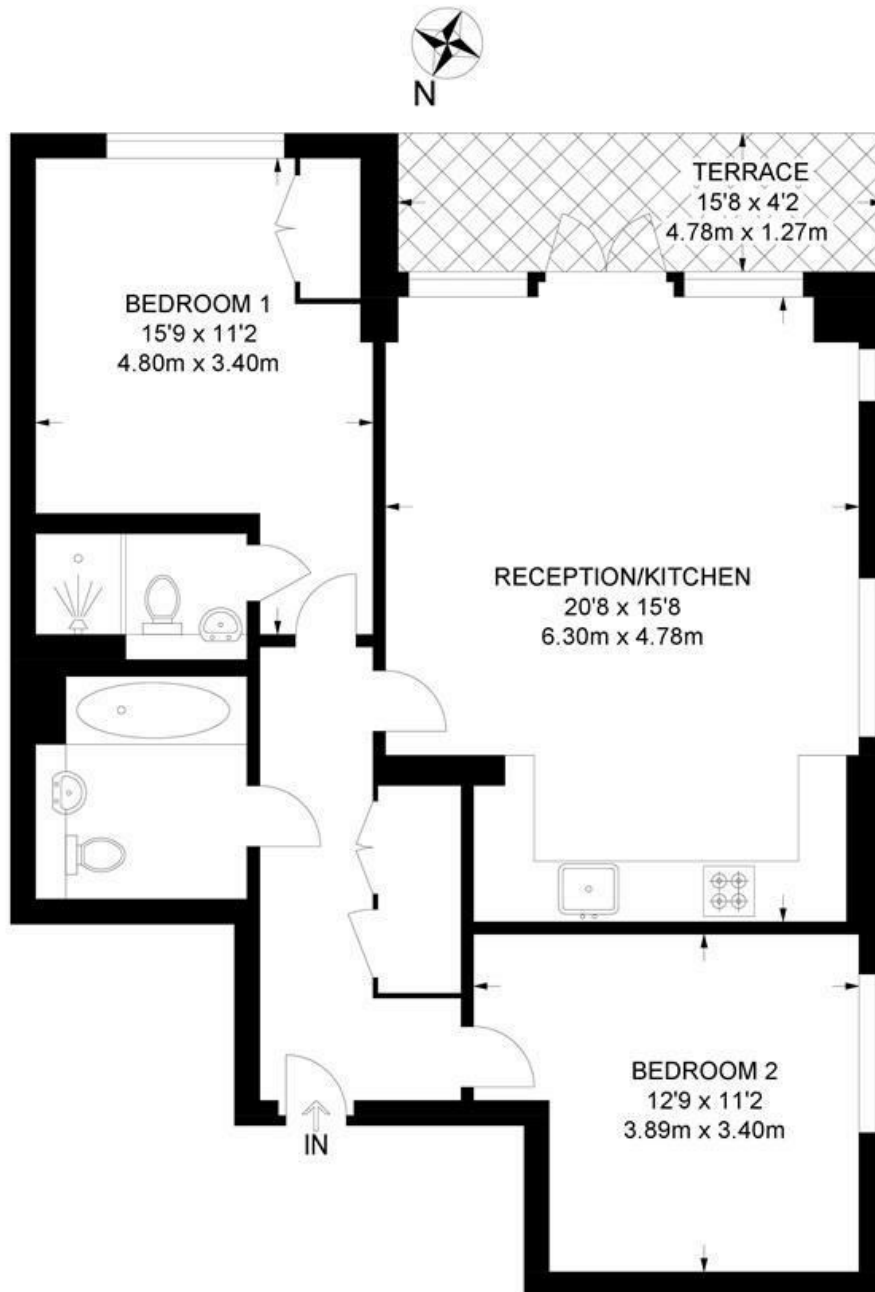 N
TERRACE
15'8 x 4'2
4.78m x 1.27m
BEDROOM 1
15'9 x 11'2
4.80m x 3.40m
RECEPTION/KITCHEN
20'8 x 15'8
6.30m x 4.78m
BEDROOM 2
12'9 x 11'2
3.89m x 3.40m
IN